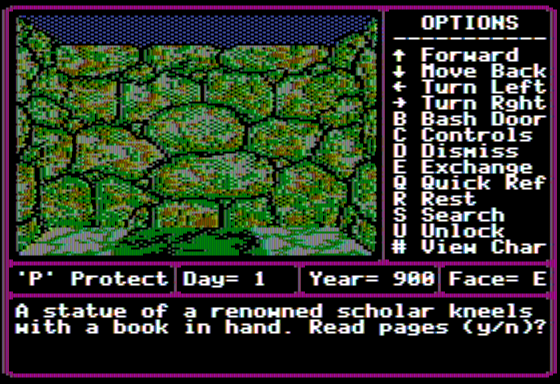 OPTIONS
------------
↑ Forward
↓ Move Back
← Turn Left
→ Turn Rght
B Bash Door
C Controls
D Dismiss
E Exchange
Q Quick Ref
R Rest
S Search
U Unlock
# View Char
'P' Protect Day= 1 Year= 900 Face= E
A statue of a renowned scholar kneels
with a book in hand. Read pages (y/n)?